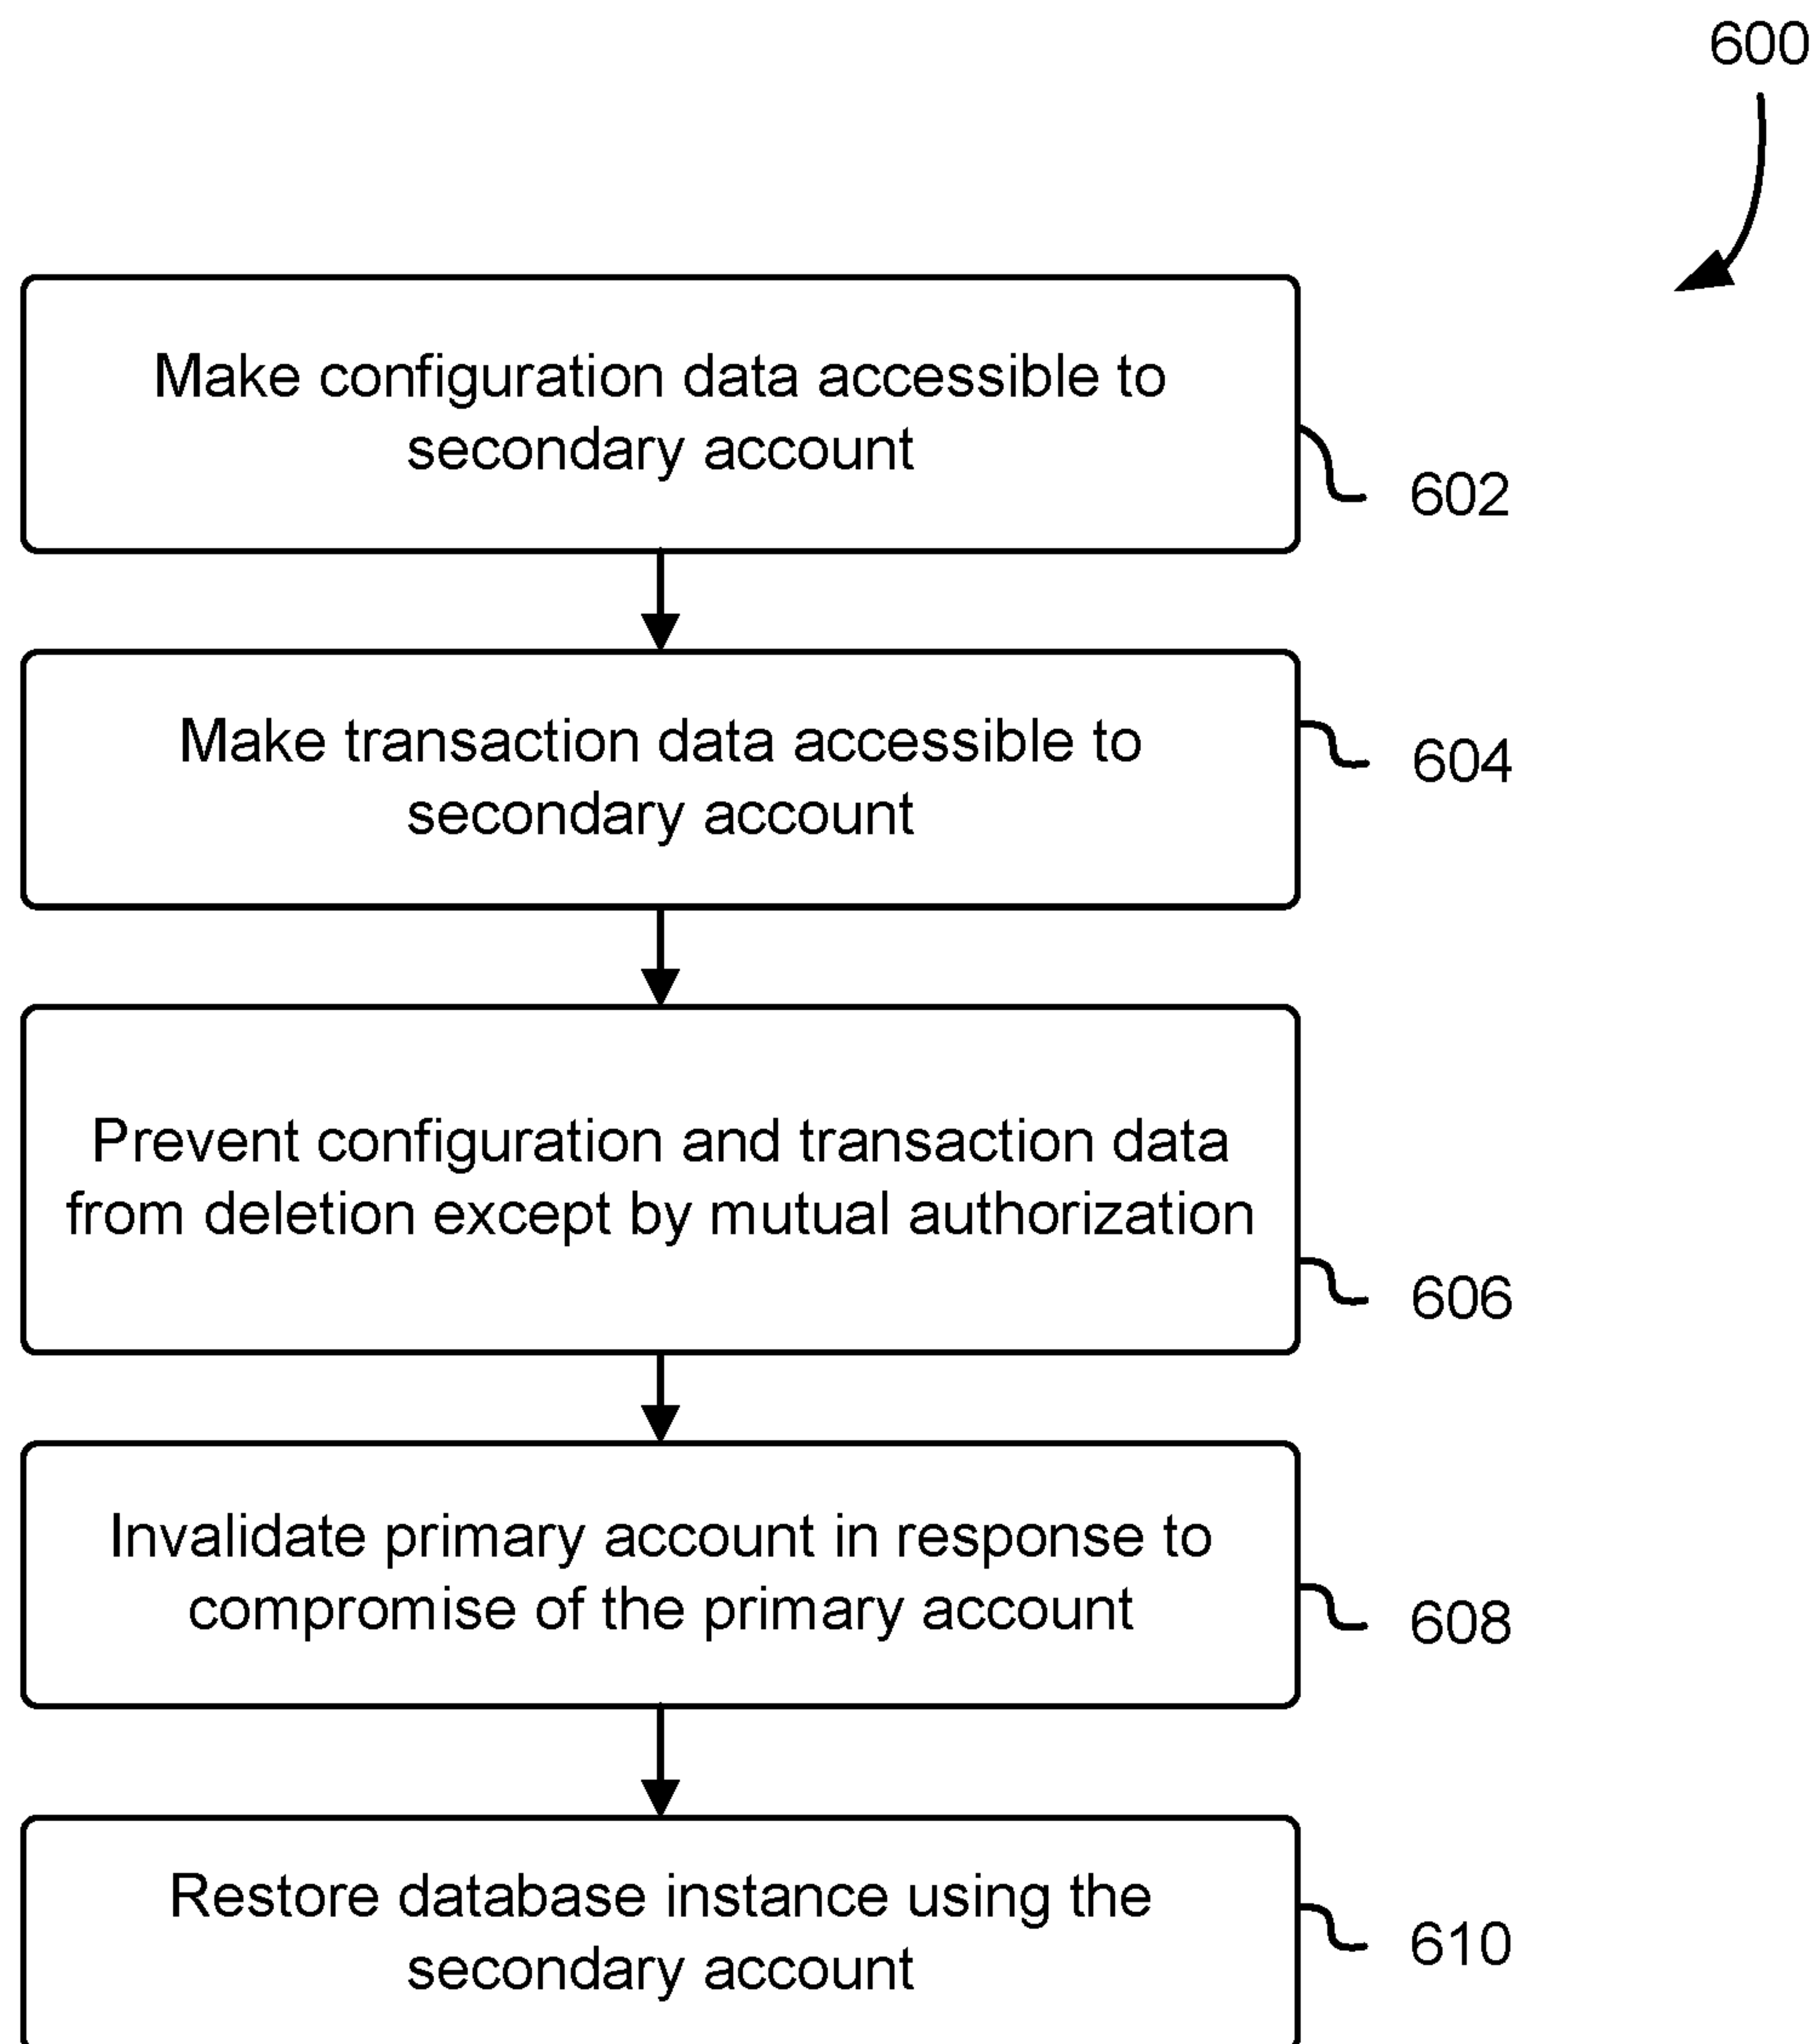 600
Make configuration data accessible to
secondary account
602
Make transaction data accessible to
secondary account
604
Prevent configuration and transaction data
from deletion except by mutual authorization
606
Invalidate primary account in response to
compromise of the primary account
608
Restore database instance using the
secondary account
610